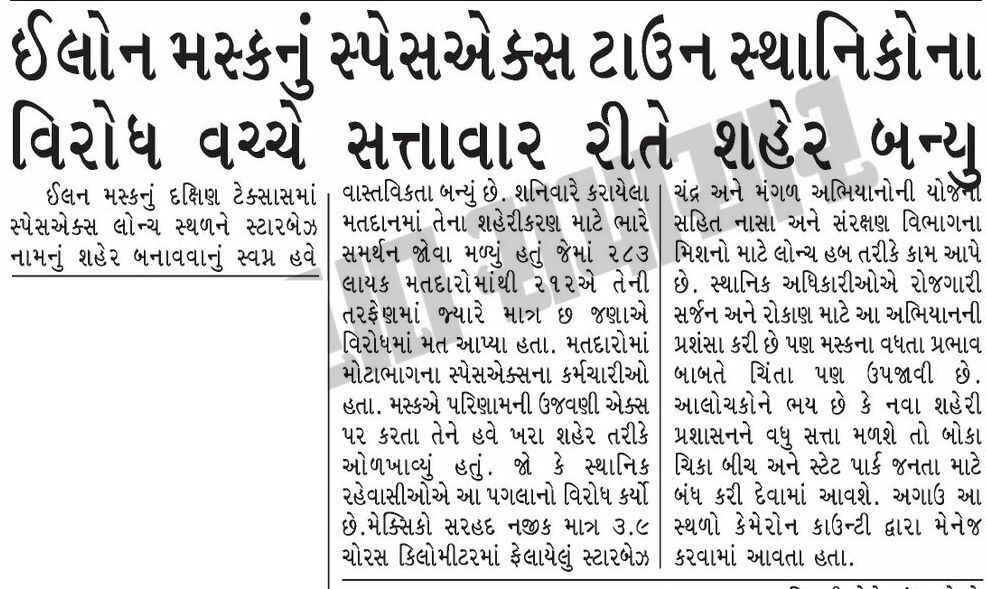 ઈલોન મસ્કનું સ્પેસએક્સ ટાઉન સ્થાનિકોના
વિરોધ વચ્ચે સત્તાવાર રીતે શહેર બન્યુ
ઈલન મસ્કનું દક્ષિણ ટેક્સાસમાં
સ્પેસએક્સ લોન્ચ સ્થળને સ્ટારબેઝ
નામનું શહેર બનાવવાનું સ્વપ્ન હવે
વાસ્તવિકતા બન્યું છે. શનિવારે કરાયેલા
મતદાનમાં તેના શહેરીકરણ માટે ભારે
સમર્થન જોવા મળ્યું હતું જેમાં ૨૮૩
લાયક મતદારોમાંથી ૨૧૨એ તેની
તરફેણમાં જ્યારે માત્ર છ જણાએ
વિરોધમાં મત આપ્યા હતા. મતદારોમાં
મોટાભાગના સ્પેસએક્સના કર્મચારીઓ
હતા. મસ્કએ પરિણામની ઉજવણી એક્સ
પર કરતા તેને હવે ખરા શહેર તરીકે
ઓળખાવ્યું હતું. જો કે સ્થાનિક
રહેવાસીઓએ આ પગલાનો વિરોધ કર્યો
છે.મેક્સિકો સરહદ નજીક માત્ર ૩.૯
ચોરસ કિલોમીટરમાં ફેલાયેલું સ્ટારબેઝ
ચંદ્ર અને મંગળ અભિયાનોની યોજના
સહિત નાસા અને સંરક્ષણ વિભાગના
મિશનો માટે લોન્ચ હબ તરીકે કામ આપે
છે. સ્થાનિક અધિકારીઓએ રોજગારી
સર્જન અને રોકાણ માટે આ અભિયાનની
પ્રશંસા કરી છે પણ મસ્કના વધતા પ્રભાવ
બાબતે ચિંતા પણ ઉપજાવી છે.
આલોચકોને ભય છે કે નવા શહેરી
પ્રશાસનને વધુ સત્તા મળશે તો બોકા
ચિકા બીચ અને સ્ટેટ પાર્ક જનતા માટે
બંધ કરી દેવામાં આવશે. અગાઉ આ
સ્થળો કેમેરોન કાઉન્ટી દ્વારા મેનેજ
કરવામાં આવતા હતા.